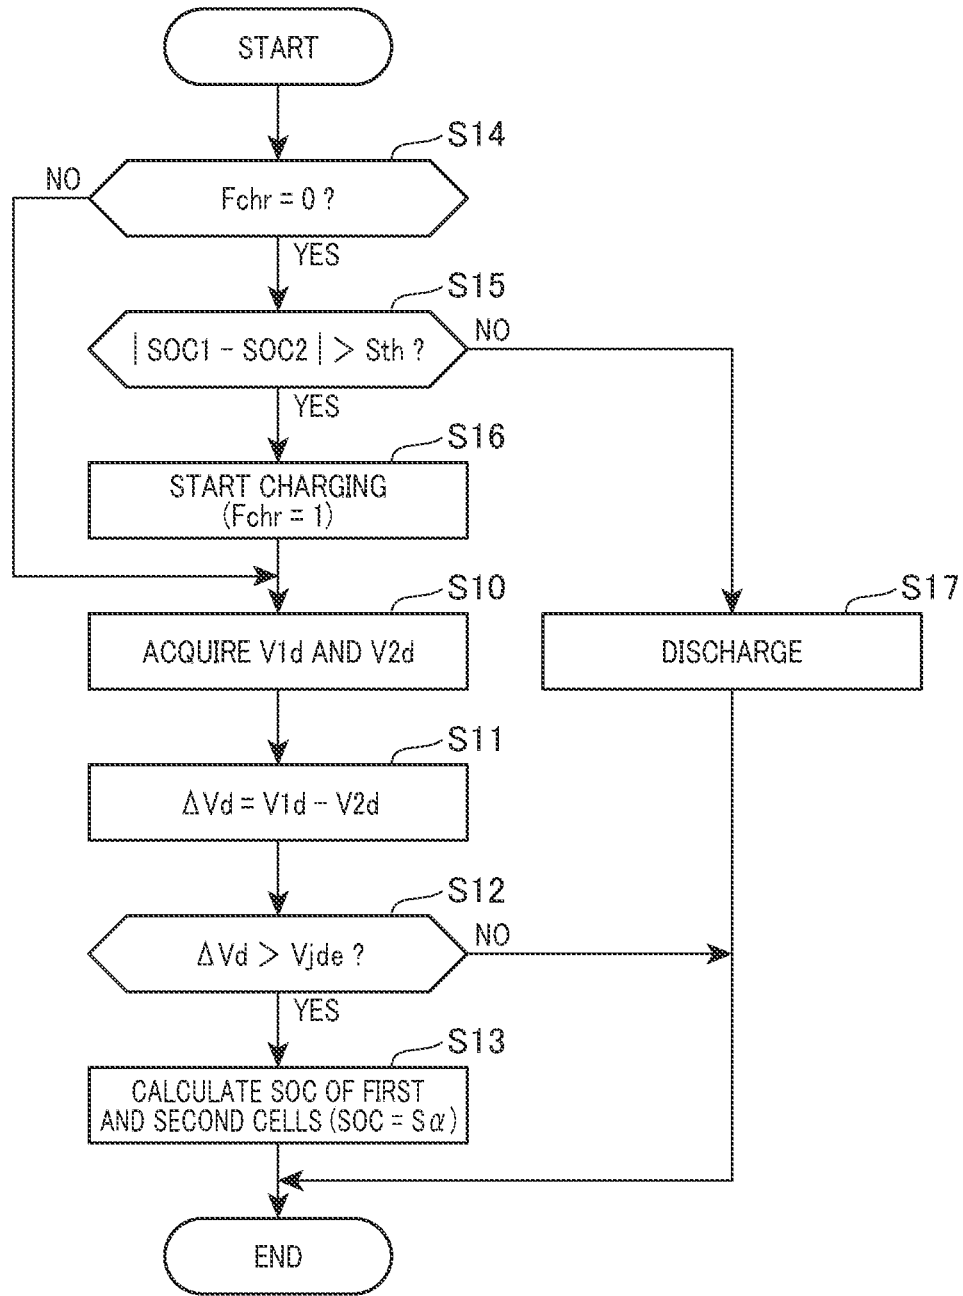 START
S14
NO
Fchr = 0 ?
YES
S15
NO
| SOC1 - SOC2 | > Sth ?
YES
S16
START CHARGING
(Fchr = 1)
S10
S17
ACQUIRE V1d AND V2d
DISCHARGE
S11
ΔVd = V1d - V2d
S12
NO
ΔVd > Vjde ?
YES
S13
CALCULATE SOC OF FIRST
AND SECOND CELLS (SOC = Sα)
END